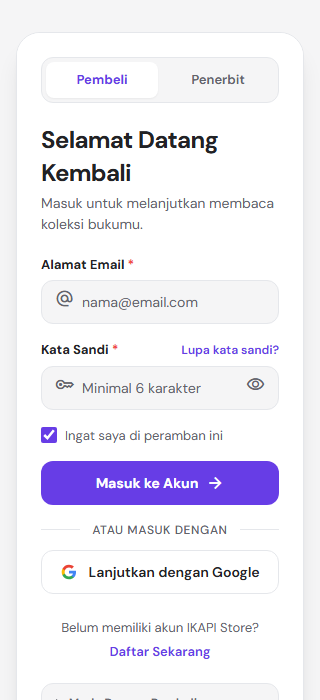 Pembeli Penerbit
Selamat Datang
Kembali
Masuk untuk melanjutkan membaca
koleksi bukumu.
Alamat Email *
nama@email.com
Kata Sandi * Lupa kata sandi?
Minimal 6 karakter
Ingat saya di peramban ini
Masuk ke Akun →
ATAU MASUK DENGAN
Lanjutkan dengan Google
Belum memiliki akun IKAPI Store?
Daftar Sekarang